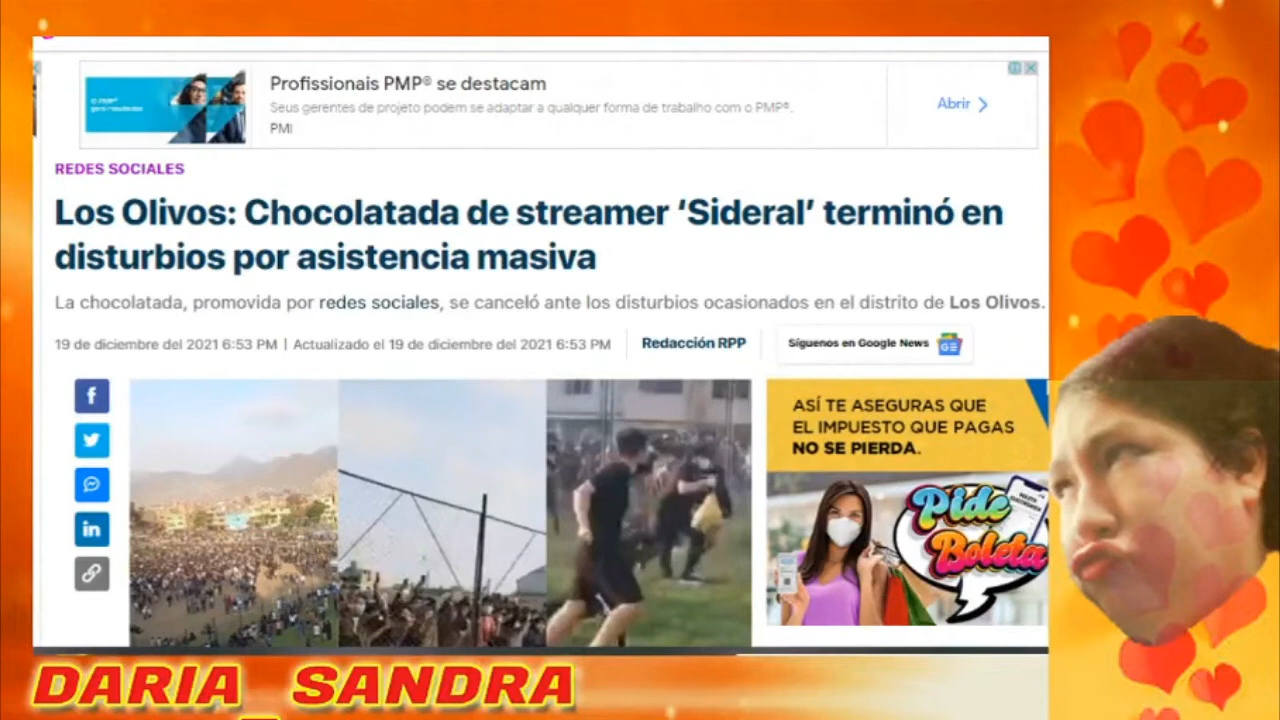 Profissionais PMP® se destacam
Seus gerentes de projeto podem se adaptar a qualquer forma de trabalho com o PMP®.
PMI
Abrir
REDES SOCIALES
Los Olivos: Chocolatada de streamer ‘Sideral’ terminó en
disturbios por asistencia masiva
La chocolatada, promovida por redes sociales, se canceló ante los disturbios ocasionados en el distrito de Los Olivos.
19 de diciembre del 2021 6:53 PM | Actualizado el 19 de diciembre del 2021 6:53 PM
Redacción RPP
Síguenos en Google News
GE
f
in
ASÍ TE ASEGURAS QUE
EL IMPUESTO QUE PAGAS
NO SE PIERDA.
Pide
Boleta
DARIA_SANDRA